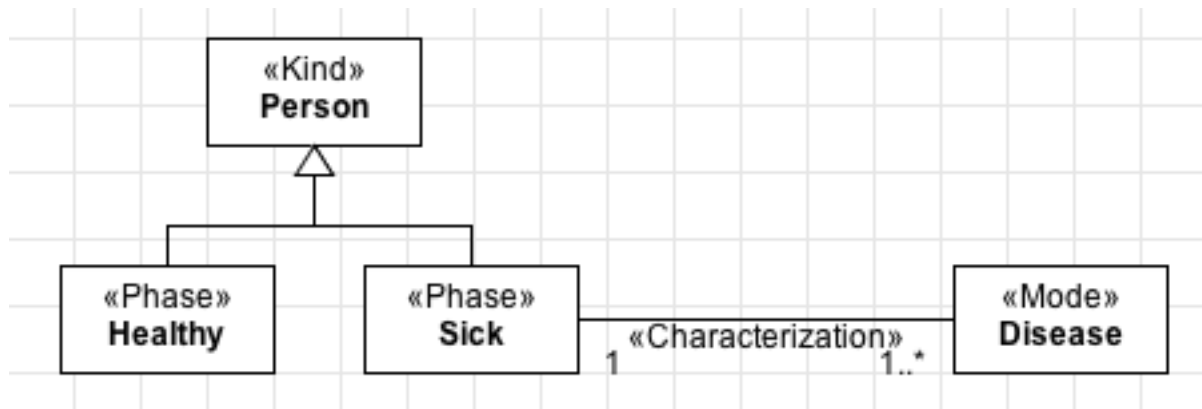 «Kind»
Person
«Phase»
Healthy
«Phase»
Sick
«Characterization»
1
1..*
«Mode»
Disease